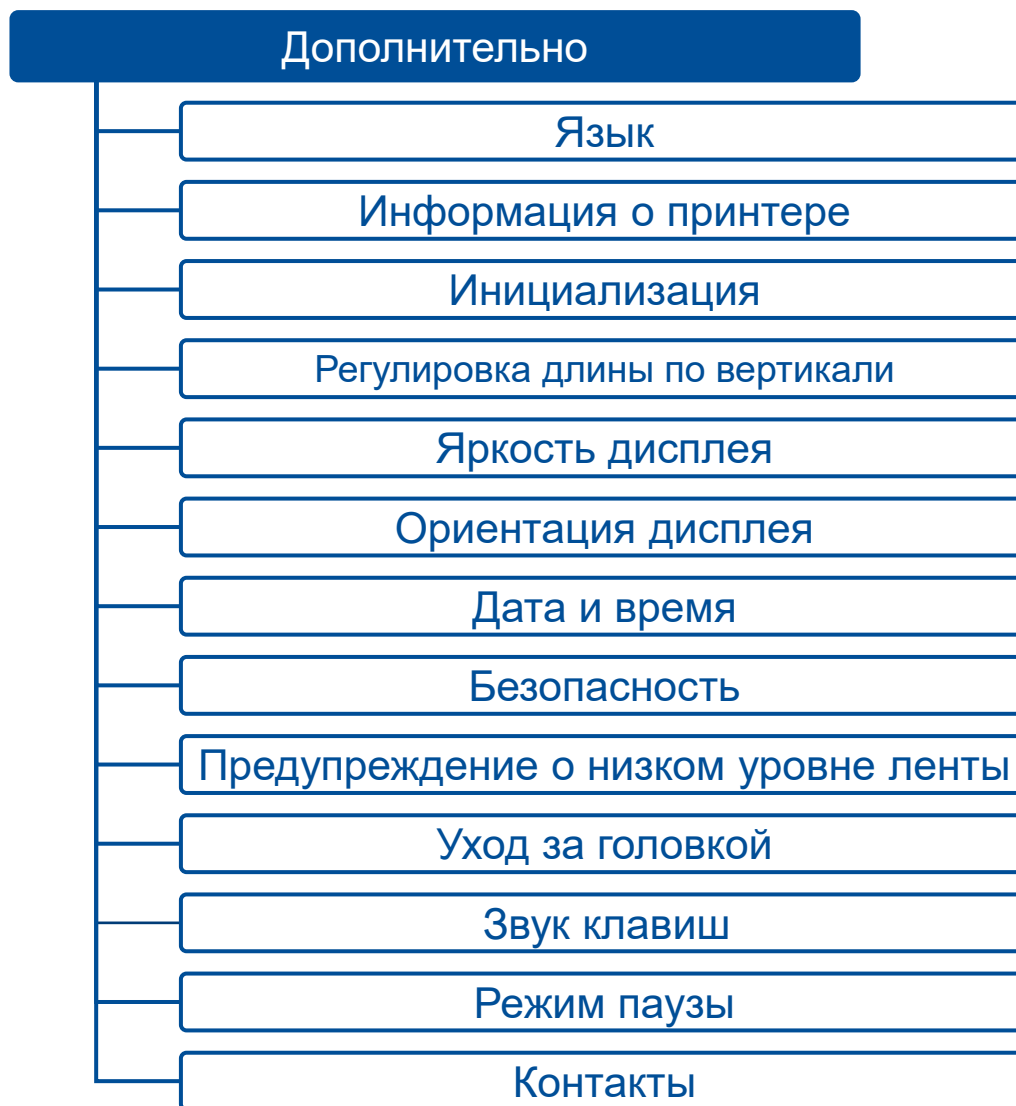 Дополнительно
Язык
Информация о принтере
Инициализация
Регулировка длины по вертикали
Яркость дисплея
Ориентация дисплея
Дата и время
Безопасность
Предупреждение о низком уровне ленты
Уход за головкой
Звук клавиш
Режим паузы
Контакты